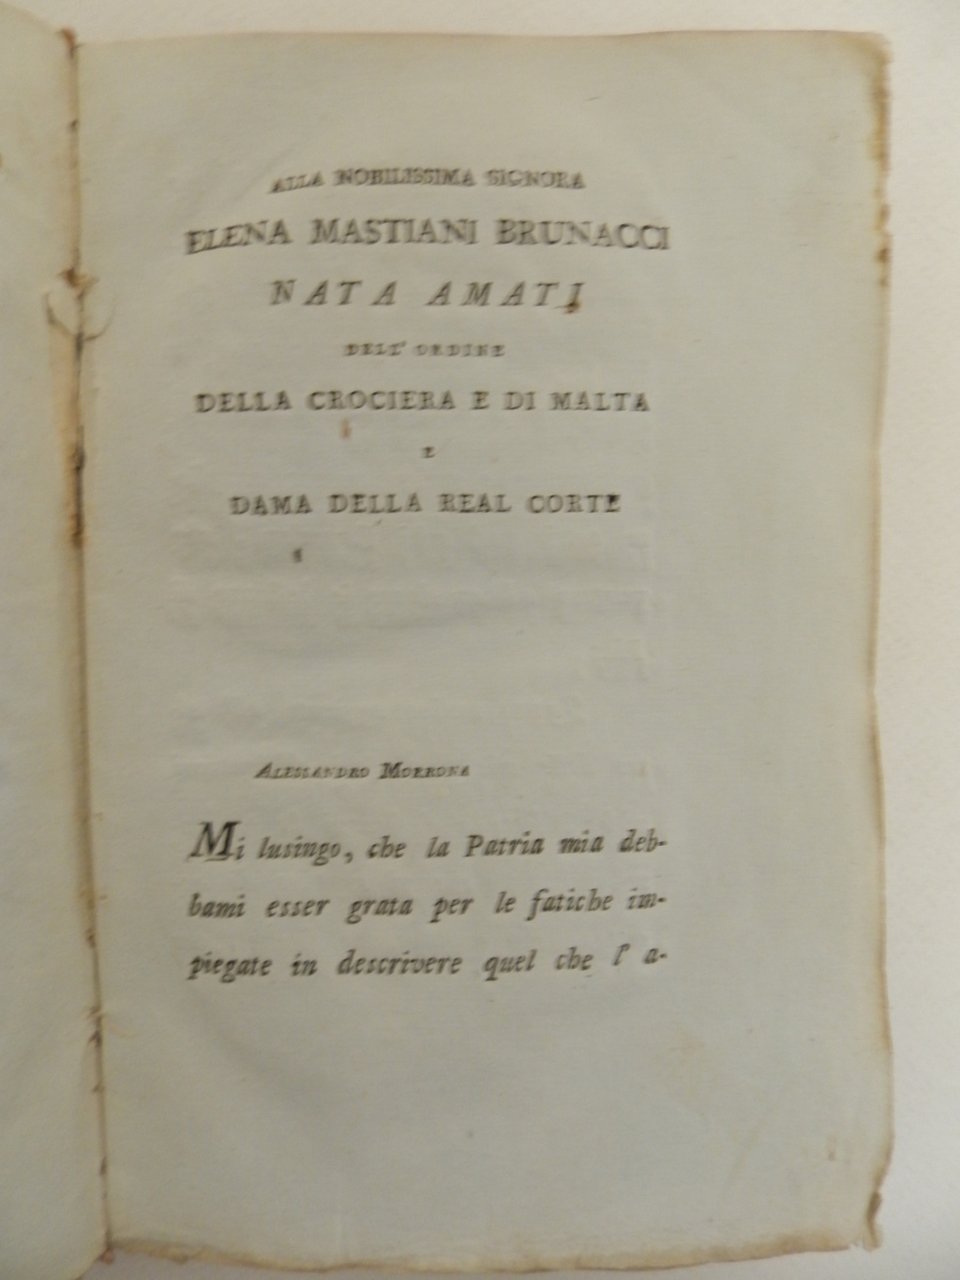 ALLA NOBILISSIMA SIGNORA
ELENA MASTIANI BRUNACCI
NATA AMATI
DELL' ORDINE
DELLA CROCIERA E DI MALTA
E
DAMA DELLA REAL CORTE
ALESSANDRO MORRONA
Mi lusingo, che la Patria mia deb-
bami esser grata per le fatiche im-
piegate in descrivere quel che l' a-